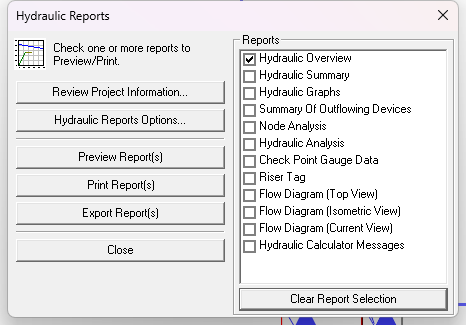 Hydraulic Reports
Check one or more reports to
Preview/Print.
Review Project Information...
Hydraulic Reports Options...
Preview Report(s)
Print Report(s)
Export Report(s)
Close
Reports
Hydraulic Overview
Hydraulic Summary
Hydraulic Graphs
Summary Of Outflowing Devices
Node Analysis
Hydraulic Analysis
Check Point Gauge Data
Riser Tag
Flow Diagram (Top View)
Flow Diagram (Isometric View)
Flow Diagram (Current View)
Hydraulic Calculator Messages
Clear Report Selection